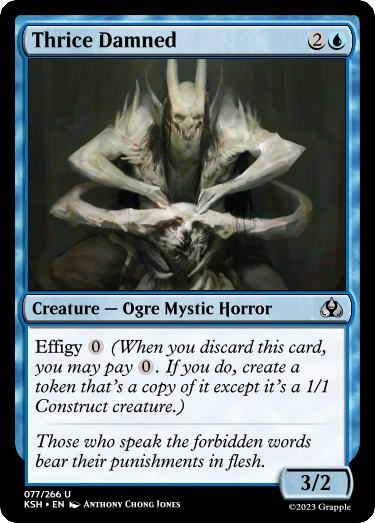 Thrice Damned 2
Creature — Ogre Mystic Horror
Effigy 0 (When you discard this card,
you may pay 0. If you do, create a
token that's a copy of it except it's a 1/1
Construct creature.)
Those who speak the forbidden words
bear their punishments in flesh.
3/2
077/266 U
KSH • EN Anthony Chong Jones
©2023 Grapple